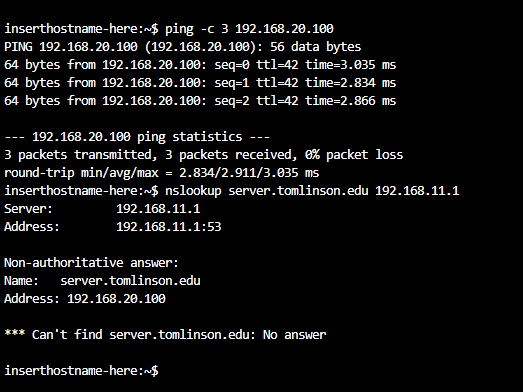 inserthostname-here:~$ ping -c 3 192.168.20.100
PING 192.168.20.100 (192.168.20.100): 56 data bytes
64 bytes from 192.168.20.100: seq=0 ttl=42 time=3.035 ms
64 bytes from 192.168.20.100: seq=1 ttl=42 time=2.834 ms
64 bytes from 192.168.20.100: seq=2 ttl=42 time=2.866 ms

--- 192.168.20.100 ping statistics ---
3 packets transmitted, 3 packets received, 0% packet loss
round-trip min/avg/max = 2.834/2.911/3.035 ms
inserthostname-here:~$ nslookup server.tomlinson.edu 192.168.11.1
Server:         192.168.11.1
Address:        192.168.11.1:53

Non-authoritative answer:
Name:   server.tomlinson.edu
Address: 192.168.20.100

*** Can't find server.tomlinson.edu: No answer

inserthostname-here:~$